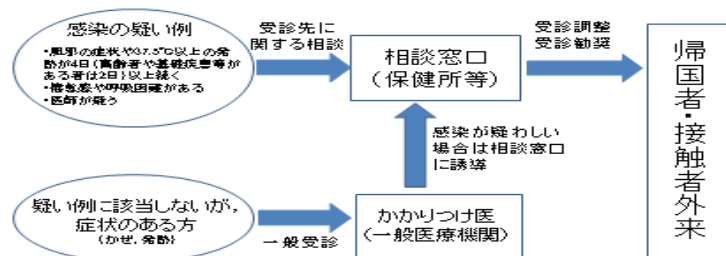 感染の疑い例
・風邪の症状や37.5℃以上の発
熱が4日(高齢者や基礎疾患等が
ある者は2日)以上続く
・倦怠感や呼吸困難がある
・医師が疑う
受診先に
関する相談
相談窓口
(保健所等)
受診調整
受診勧奨
帰国者・接触者外来
感染が疑わしい
場合は相談窓口
に誘導
疑い例に該当しないが,
症状のある方
(かぜ,発熱)
一般受診
かかりつけ医
(一般医療機関)